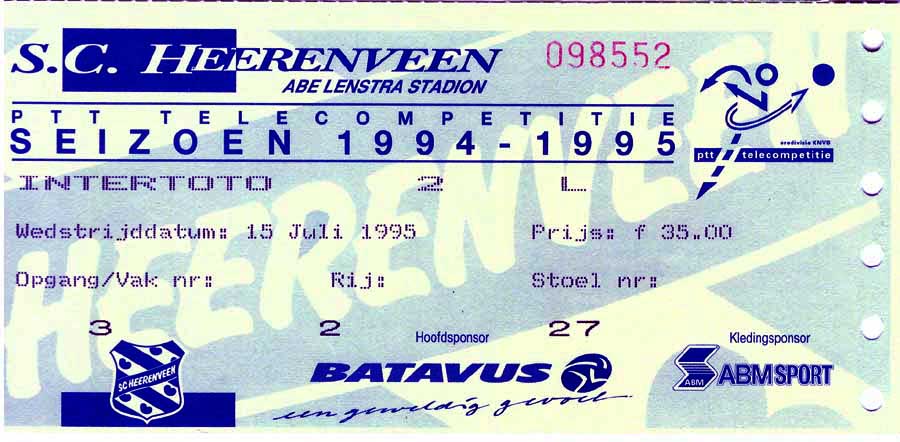 S.C. HEERENVEEN 098552
ABE LENSTRA STADION
PTT TELECOMPETITIE
SEIZOEN 1994-1995
eredivisie KNVB
ptt telecompetitie
INTERTOTO 2 L
Wedstrijddatum: 15 Juli 1995 Prijs: f 35.00
Opgang/Vak nr: Rij: Stoel nr:
3 2 27
Hoofdsponsor Kledingsponsor
SC HEERENVEEN
BATAVUS
ABM ABMSPORT
een geweldig gevoel
HEERENVEEN